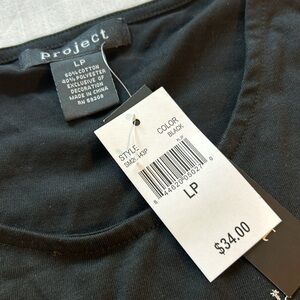 project
LP
60% COTTON
40% POLYESTER
EXCLUSIVE OF
DECORATION
MADE IN CHINA
STYLE
COLOR
BLACK
LP
$34.00